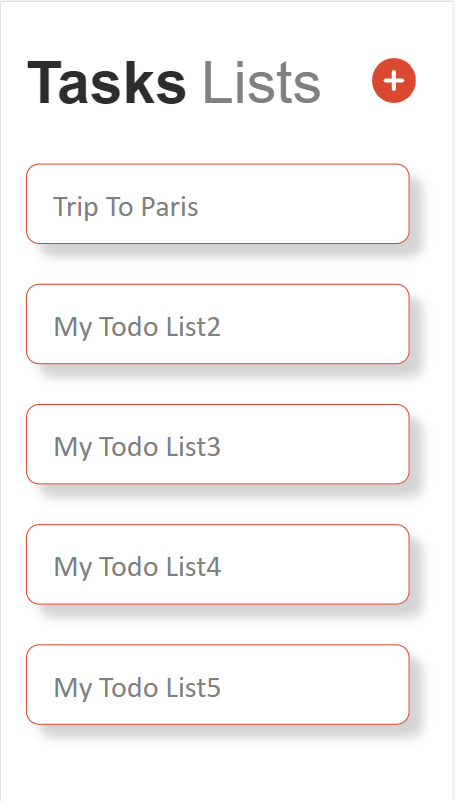 Tasks Lists
Trip To Paris
My Todo List2
My Todo List3
My Todo List4
My Todo List5